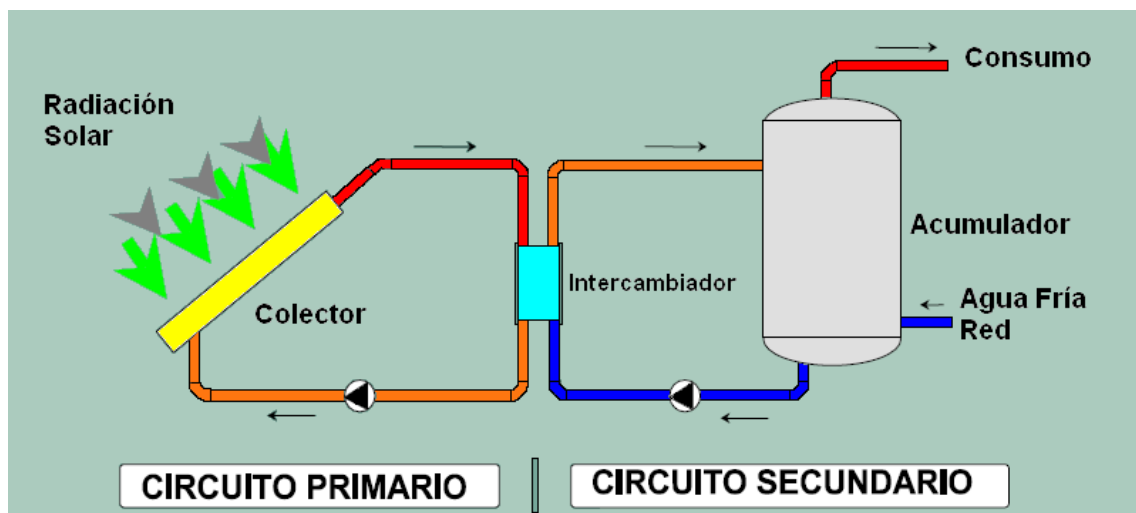 Consumo
Radiación
Solar
Acumulador
Intercambiador
Colector
Agua Fría
Red
CIRCUITO PRIMARIO
CIRCUITO SECUNDARIO